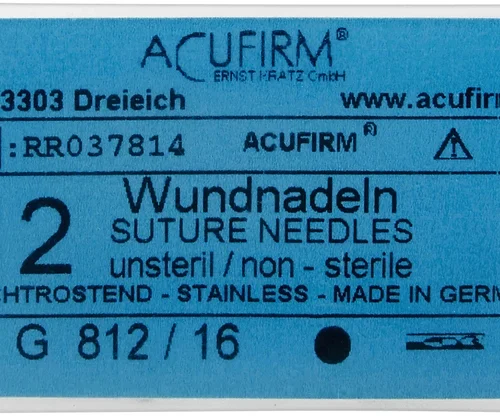 ACUFIRM®
ERNST KRATZ GmbH
3303 Dreieich
www.acufirm
:RR037814 ACUFIRM®
2
Wundnadeln
SUTURE NEEDLES
unsteril / non - sterile
CHTROSTEND - STAINLESS - MADE IN GERM
G 812 / 16